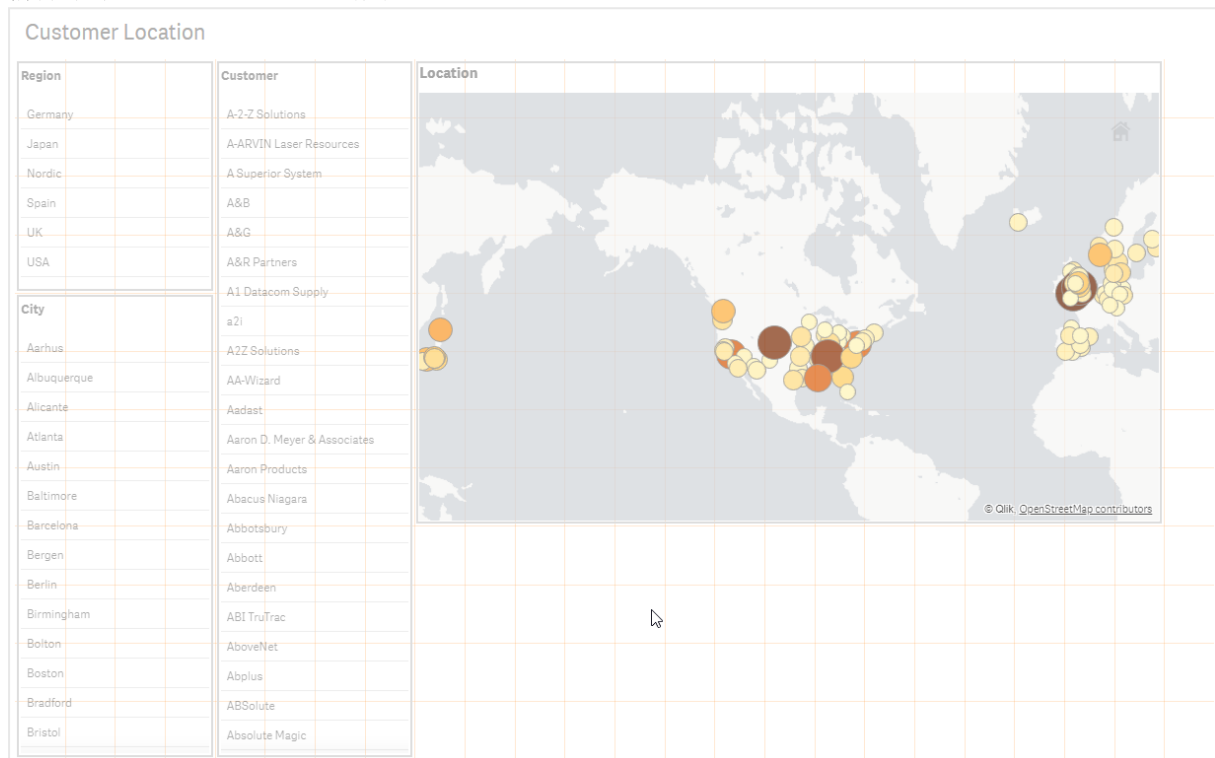 Customer Location
Region
Germany
Japan
Nordic
Spain
UK
USA
City
Aarhus
Albuquerque
Alicante
Atlanta
Austin
Baltimore
Barcelona
Bergen
Berlin
Birmingham
Bolton
Boston
Bradford
Bristol
Customer
A-2-Z Solutions
A-ARVIN Laser Resources
A Superior System
A&B
A&G
A&R Partners
A1 Datacom Supply
a2i
A2Z Solutions
AA-Wizard
Aadast
Aaron D. Meyer & Associates
Aaron Products
Abacus Niagara
Abbotsbury
Abbott
Aberdeen
ABI TruTrac
AboveNet
Abplus
ABSolute
Absolute Magic
Location
© Qlik, OpenStreetMap contributors